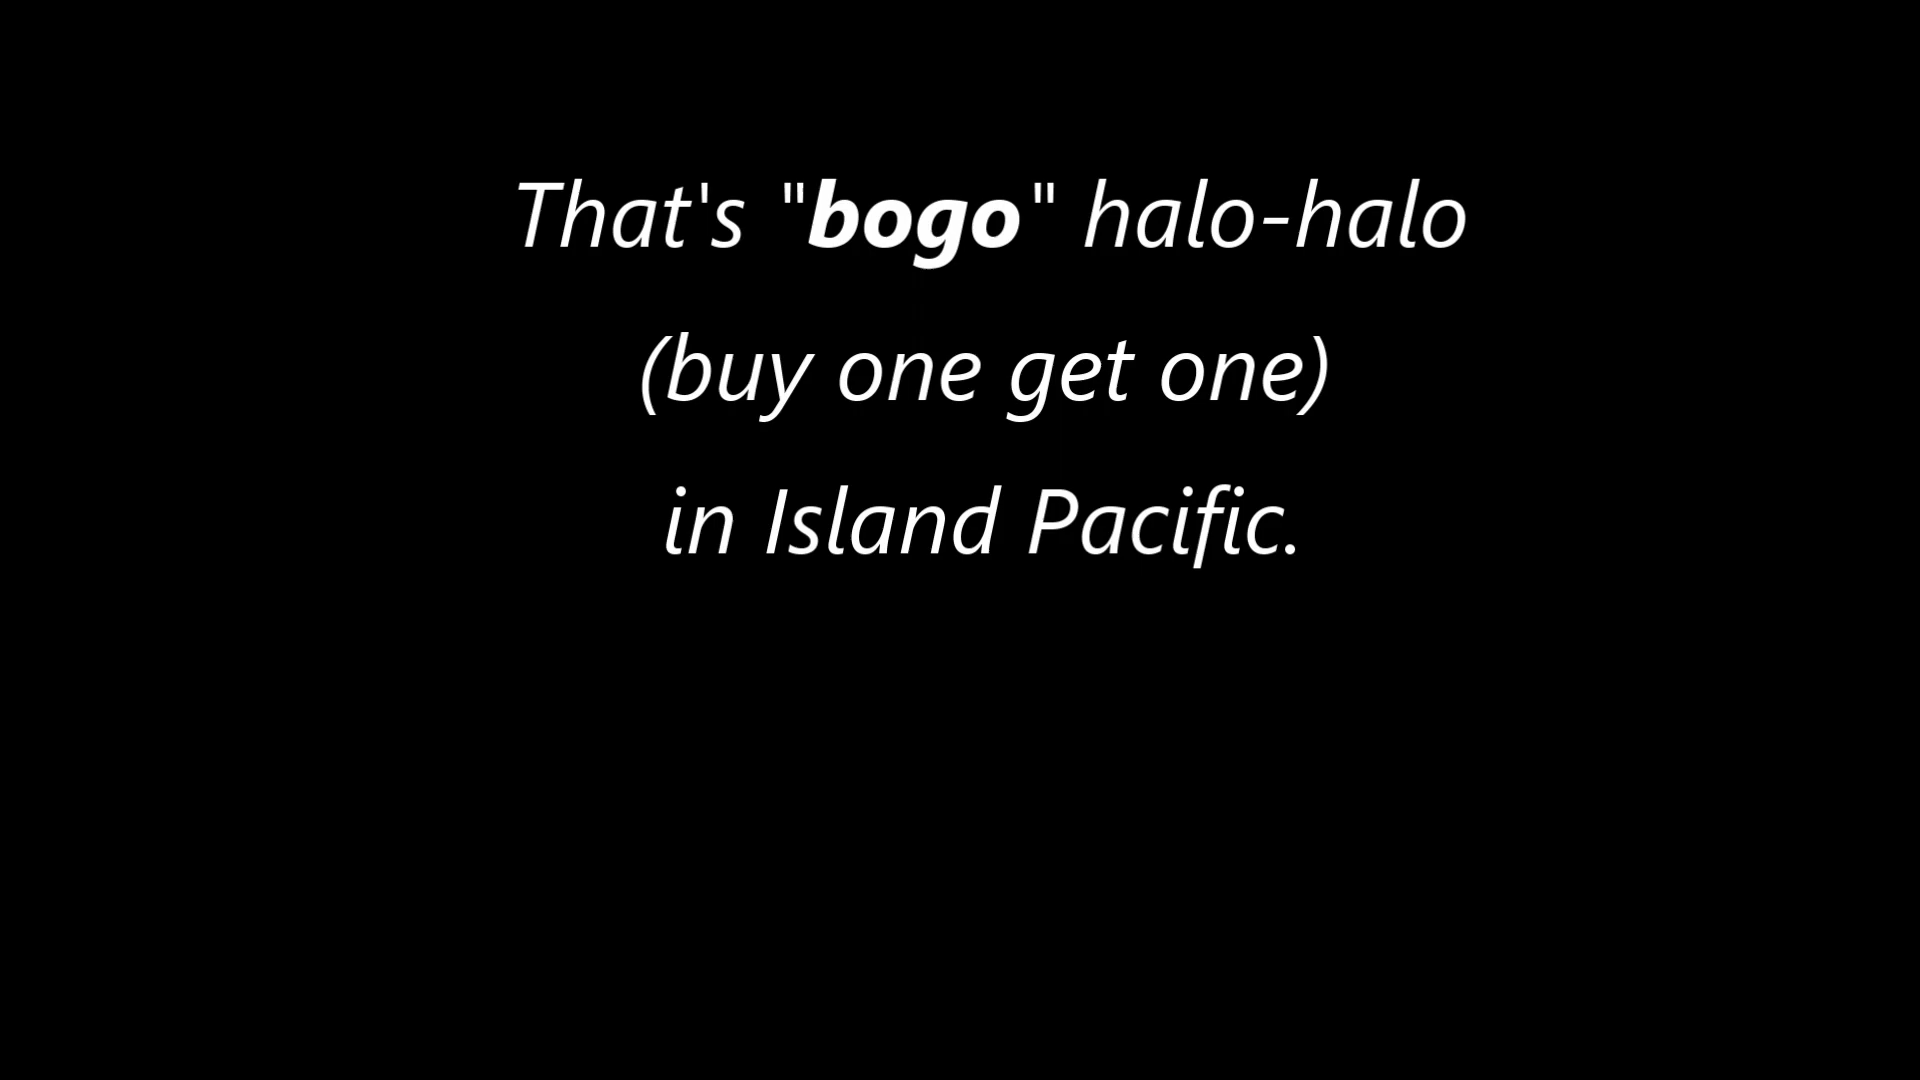 That's "bogo" halo-halo
(buy one get one)
in Island Pacific.